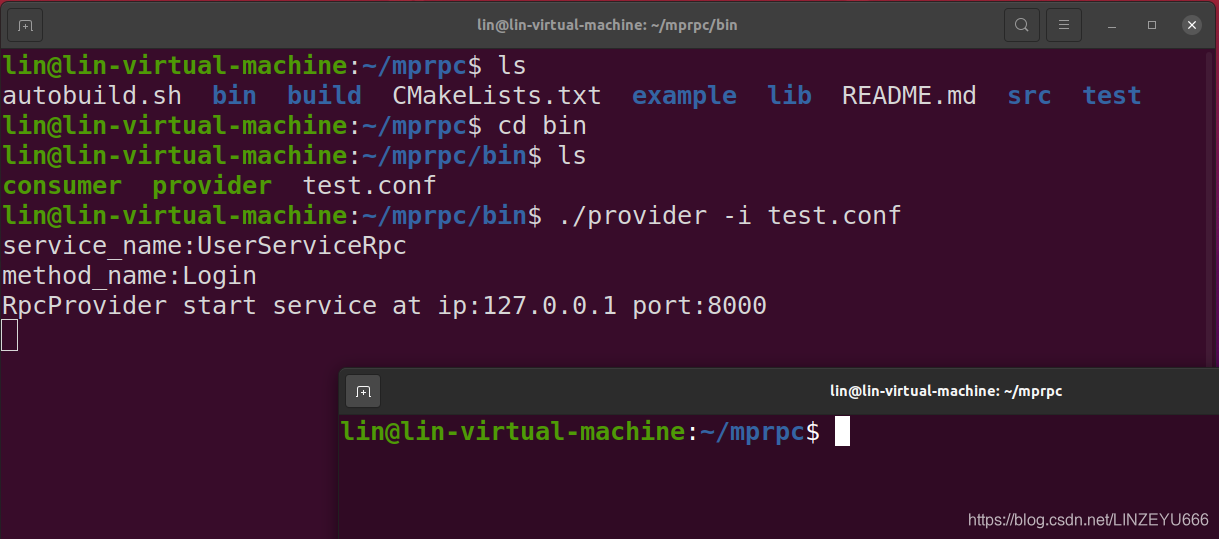 lin@lin-virtual-machine: ~/mprpc/bin
lin@lin-virtual-machine:~/mprpc$ ls
autobuild.sh  bin  build  CMakeLists.txt  example  lib  README.md  src  test
lin@lin-virtual-machine:~/mprpc$ cd bin
lin@lin-virtual-machine:~/mprpc/bin$ ls
consumer  provider  test.conf
lin@lin-virtual-machine:~/mprpc/bin$ ./provider -i test.conf
service_name:UserServiceRpc
method_name:Login
RpcProvider start service at ip:127.0.0.1 port:8000
lin@lin-virtual-machine: ~/mprpc
lin@lin-virtual-machine:~/mprpc$
https://blog.csdn.net/LINZEYU666